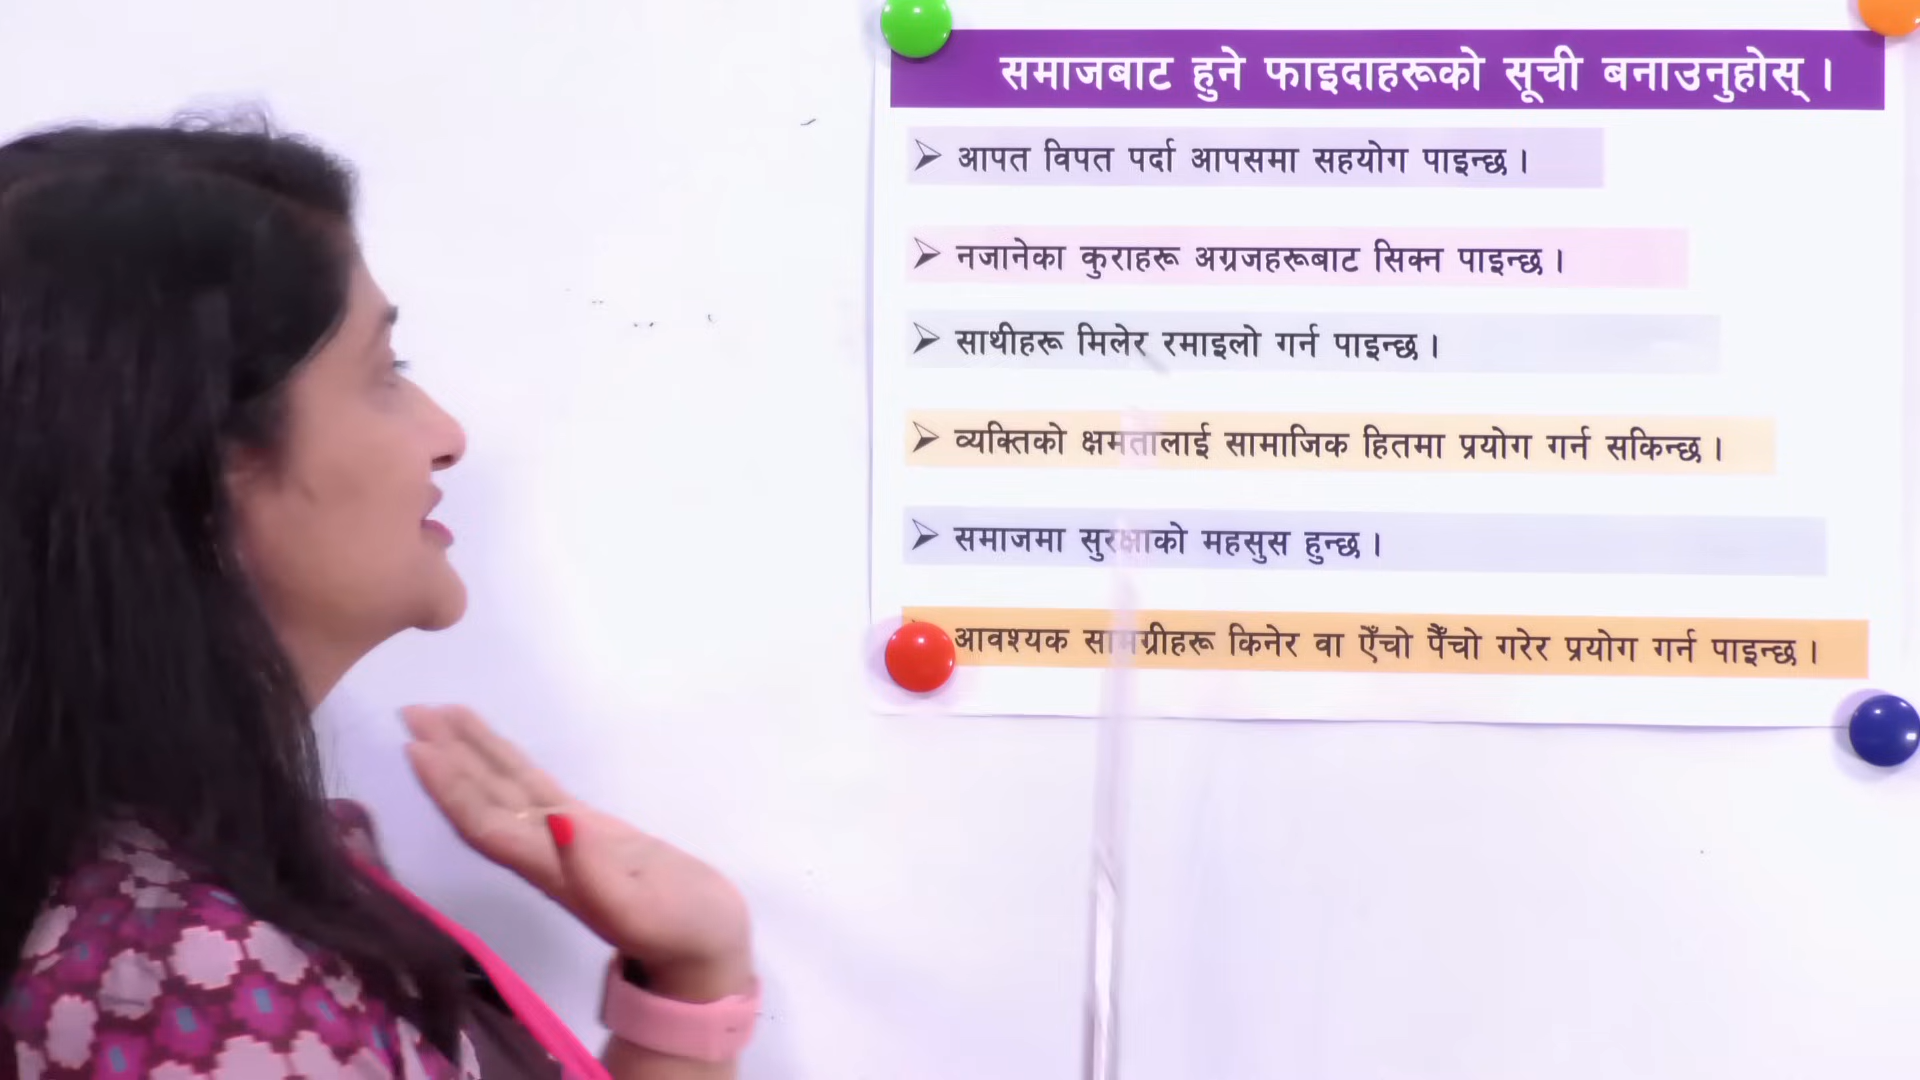 समाजबाट हुने फाइदाहरूको सूची बनाउनुहोस् ।
➢ आपत विपत पर्दा आपसमा सहयोग पाइन्छ ।
➢ नजानेका कुराहरू अग्रजहरूबाट सिक्न पाइन्छ ।
➢ साथीहरू मिलेर रमाइलो गर्न पाइन्छ ।
➢ व्यक्तिको क्षमतालाई सामाजिक हितमा प्रयोग गर्न सकिन्छ ।
➢ समाजमा सुरक्षाको महसुस हुन्छ ।
आवश्यक सामग्रीहरू किनेर वा ऐँचो पैँचो गरेर प्रयोग गर्न पाइन्छ ।